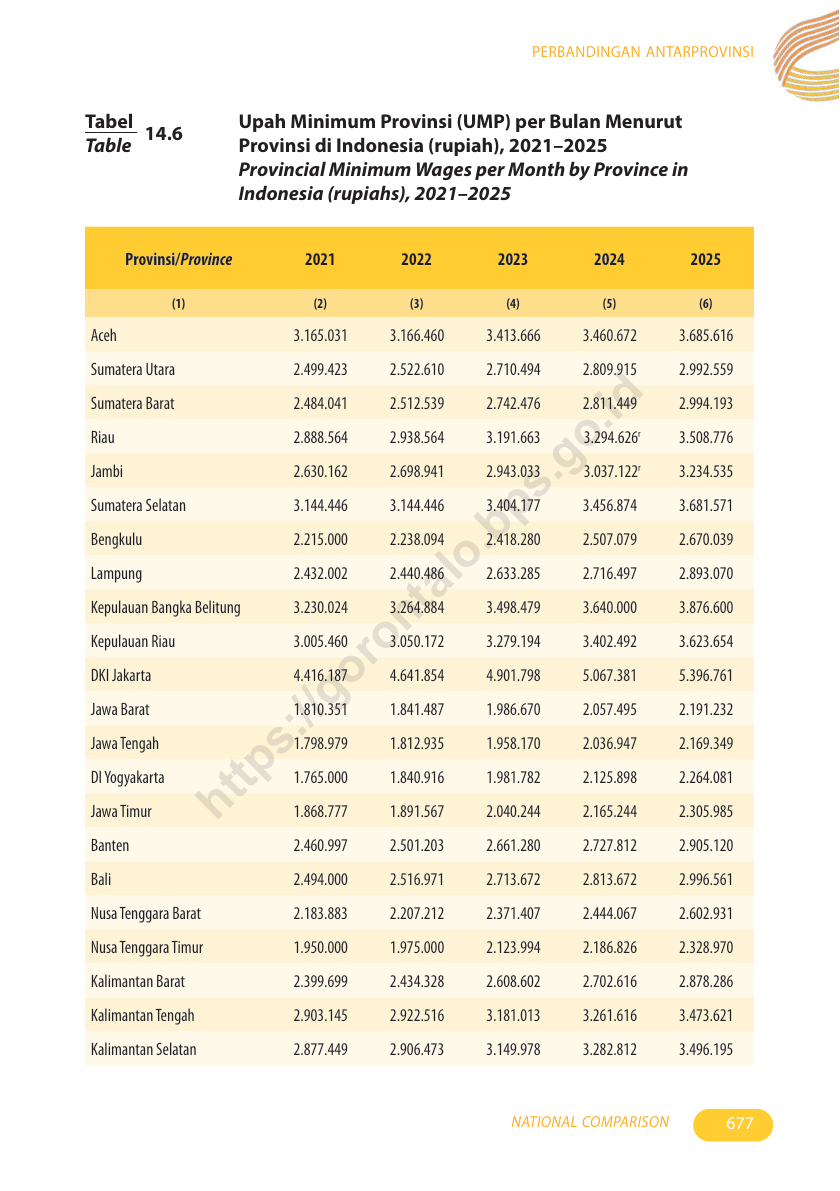 PERBANDINGAN ANTARPROVINSI
Tabel
Table
14.6
Upah Minimum Provinsi (UMP) per Bulan Menurut
Provinsi di Indonesia (rupiah), 2021–2025
Provincial Minimum Wages per Month by Province in
Indonesia (rupiahs), 2021–2025
Provinsi/Province 2021 2022 2023 2024 2025
(1) (2) (3) (4) (5) (6)
Aceh 3.165.031 3.166.460 3.413.666 3.460.672 3.685.616
Sumatera Utara 2.499.423 2.522.610 2.710.494 2.809.915 2.992.559
Sumatera Barat 2.484.041 2.512.539 2.742.476 2.811.449 2.994.193
Riau 2.888.564 2.938.564 3.191.663 3.294.626r 3.508.776
Jambi 2.630.162 2.698.941 2.943.033 3.037.122r 3.234.535
Sumatera Selatan 3.144.446 3.144.446 3.404.177 3.456.874 3.681.571
Bengkulu 2.215.000 2.238.094 2.418.280 2.507.079 2.670.039
Lampung 2.432.002 2.440.486 2.633.285 2.716.497 2.893.070
Kepulauan Bangka Belitung 3.230.024 3.264.884 3.498.479 3.640.000 3.876.600
Kepulauan Riau 3.005.460 3.050.172 3.279.194 3.402.492 3.623.654
DKI Jakarta 4.416.187 4.641.854 4.901.798 5.067.381 5.396.761
Jawa Barat 1.810.351 1.841.487 1.986.670 2.057.495 2.191.232
Jawa Tengah 1.798.979 1.812.935 1.958.170 2.036.947 2.169.349
DI Yogyakarta 1.765.000 1.840.916 1.981.782 2.125.898 2.264.081
Jawa Timur 1.868.777 1.891.567 2.040.244 2.165.244 2.305.985
Banten 2.460.997 2.501.203 2.661.280 2.727.812 2.905.120
Bali 2.494.000 2.516.971 2.713.672 2.813.672 2.996.561
Nusa Tenggara Barat 2.183.883 2.207.212 2.371.407 2.444.067 2.602.931
Nusa Tenggara Timur 1.950.000 1.975.000 2.123.994 2.186.826 2.328.970
Kalimantan Barat 2.399.699 2.434.328 2.608.602 2.702.616 2.878.286
Kalimantan Tengah 2.903.145 2.922.516 3.181.013 3.261.616 3.473.621
Kalimantan Selatan 2.877.449 2.906.473 3.149.978 3.282.812 3.496.195
https://gorontalo.bps.go.id
NATIONAL COMPARISON 677